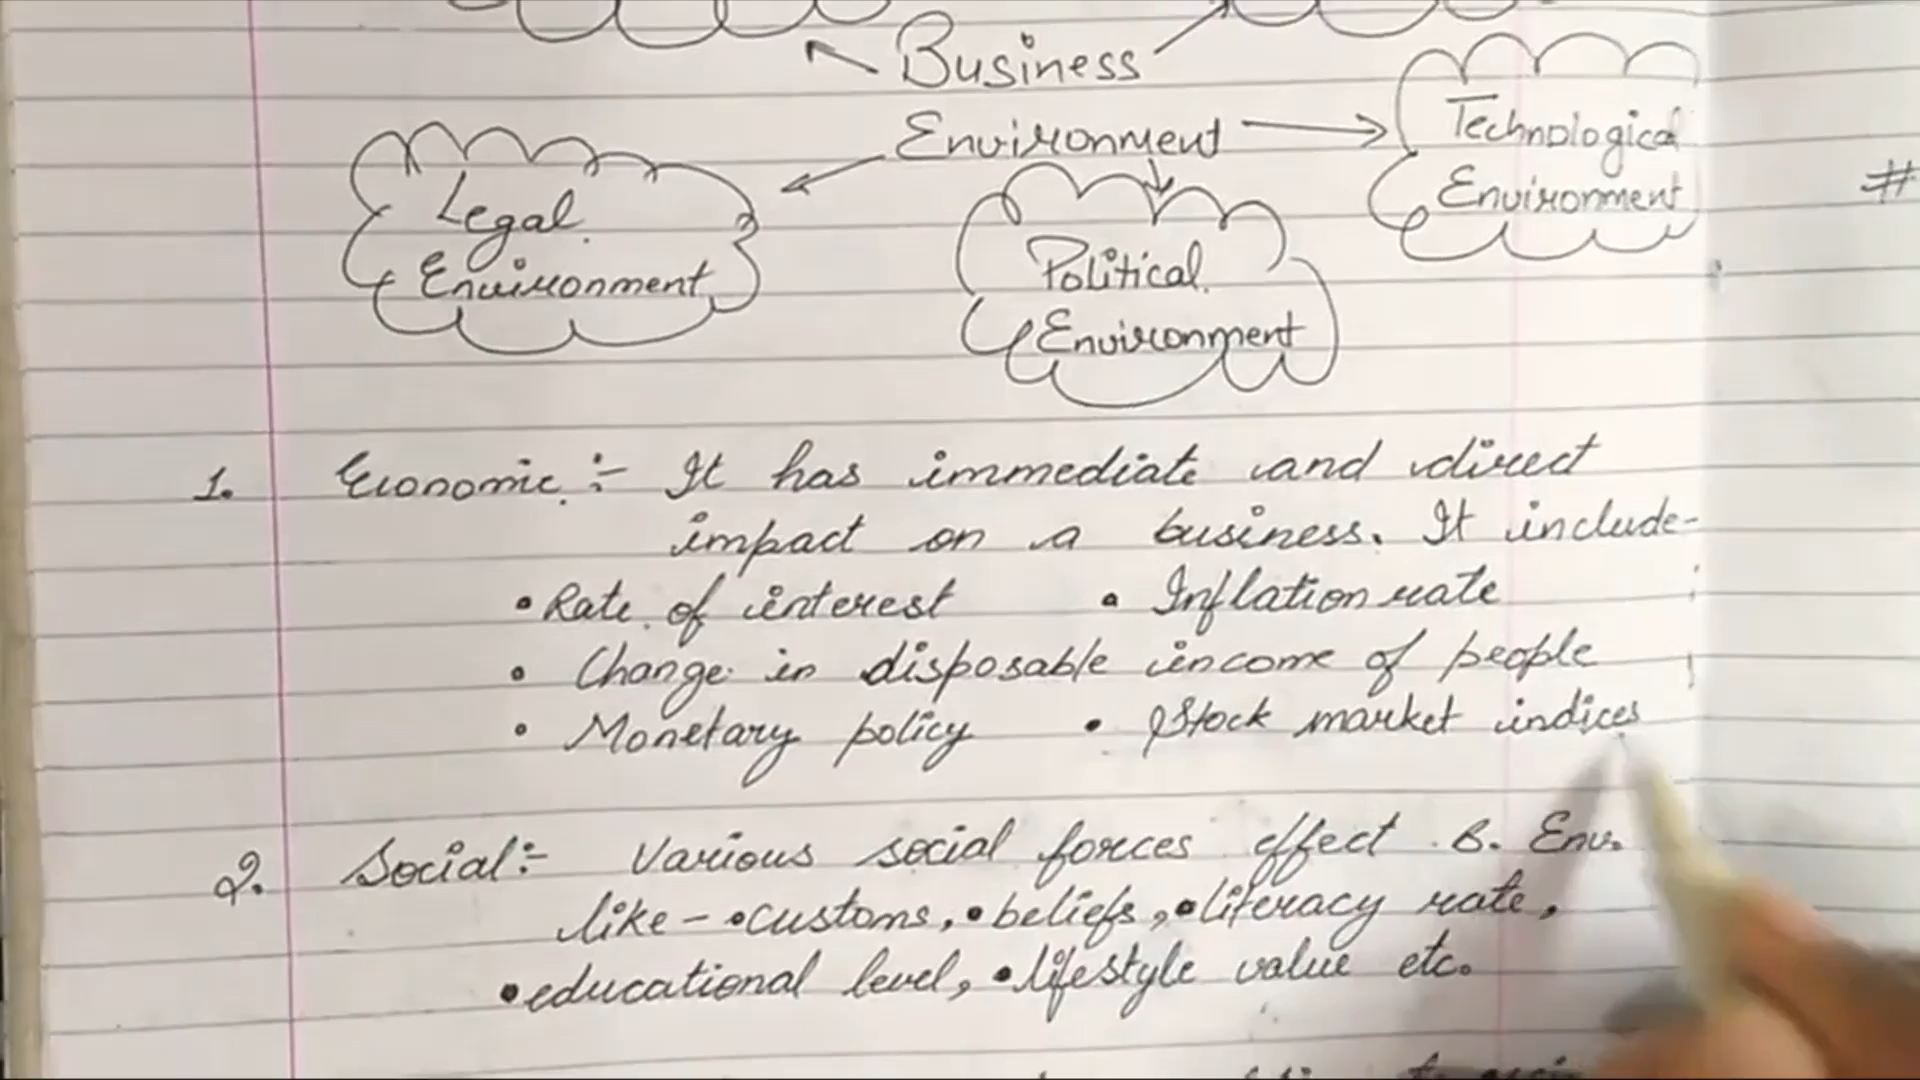 Business
Environment
Technological
Environment
#
Legal
Environment
Political
Environment
1. Economic :- It has immediate and direct
impact on a business. It include-
• Rate of interest • Inflation rate
• Change in disposable income of people
• Monetary policy • Stock market indices
2. Social :- Various social forces effect B. Env.
like - • customs, • beliefs, • literacy rate,
• educational level, • lifestyle value etc.